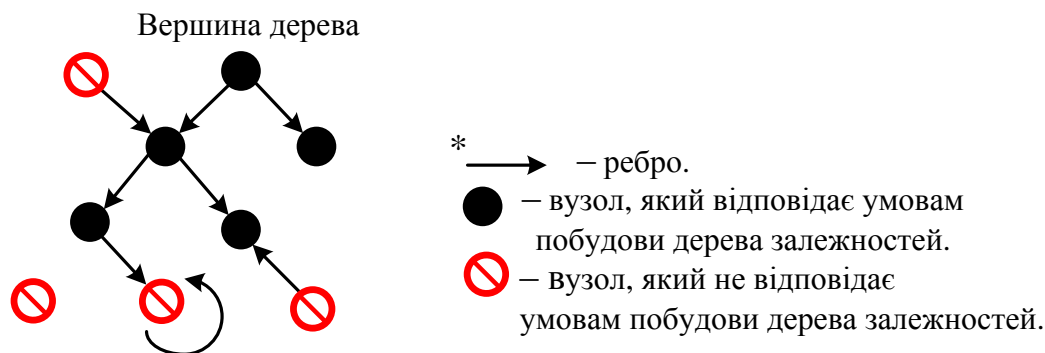 Вершина дерева
* – ребро.
– вузол, який відповідає умовам
побудови дерева залежностей.
– вузол, який не відповідає
умовам побудови дерева залежностей.